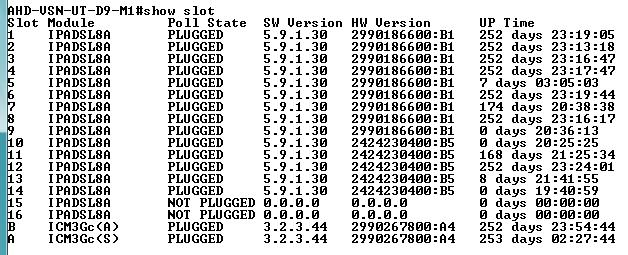 AHD-VSN-UT-D9-M1#show slot
Slot Module Poll State SW Version HW Version UP Time
1 IPADSL8A PLUGGED 5.9.1.30 2990186600:B1 252 days 23:19:05
2 IPADSL8A PLUGGED 5.9.1.30 2990186600:B1 252 days 23:13:18
3 IPADSL8A PLUGGED 5.9.1.30 2990186600:B1 252 days 23:16:47
4 IPADSL8A PLUGGED 5.9.1.30 2990186600:B1 252 days 23:17:47
5 IPADSL8A PLUGGED 5.9.1.30 2990186600:B1 7 days 03:05:03
6 IPADSL8A PLUGGED 5.9.1.30 2990186600:B1 252 days 23:19:44
7 IPADSL8A PLUGGED 5.9.1.30 2990186600:B1 174 days 20:38:38
8 IPADSL8A PLUGGED 5.9.1.30 2990186600:B1 252 days 23:16:17
9 IPADSL8A PLUGGED 5.9.1.30 2990186600:B1 0 days 20:36:13
10 IPADSL8A PLUGGED 5.9.1.30 2424230400:B5 0 days 20:25:25
11 IPADSL8A PLUGGED 5.9.1.30 2424230400:B5 168 days 21:25:34
12 IPADSL8A PLUGGED 5.9.1.30 2424230400:B5 252 days 23:24:01
13 IPADSL8A PLUGGED 5.9.1.30 2424230400:B5 8 days 21:41:55
14 IPADSL8A PLUGGED 5.9.1.30 2424230400:B5 0 days 19:40:59
15 IPADSL8A NOT PLUGGED 0.0.0.0 0.0.0.0 0 days 00:00:00
16 IPADSL8A NOT PLUGGED 0.0.0.0 0.0.0.0 0 days 00:00:00
B ICM3Gc(A) PLUGGED 3.2.3.44 2990267800:A4 252 days 23:54:44
A ICM3Gc(S) PLUGGED 3.2.3.44 2990267800:A4 253 days 02:27:44